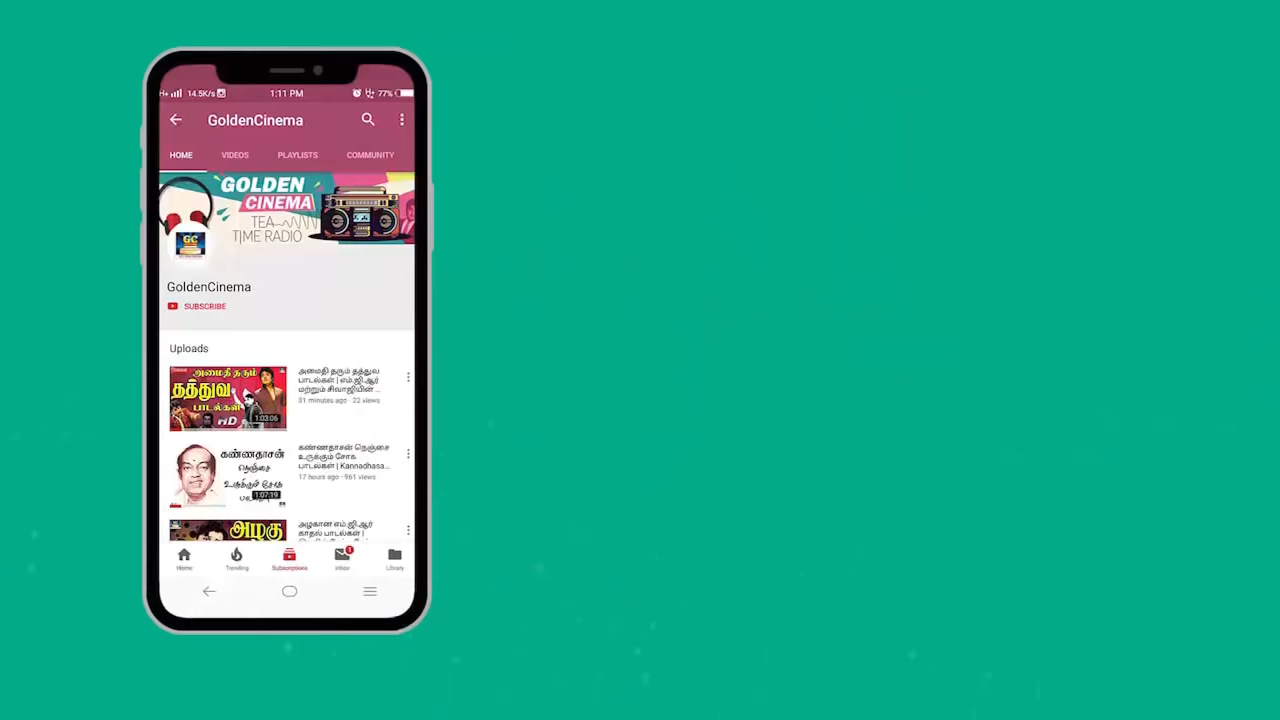 H+ 14.5K/s 1:11 PM 77%
GoldenCinema
HOME VIDEOS PLAYLISTS COMMUNITY
GOLDEN
CINEMA
TEA
TIME RADIO
GC
GoldenCinema
SUBSCRIBE
Uploads
அமைதி தரும்
தத்துவ
பாடல்கள்
HD
1:03:06
அமைதி தரும் தத்துவ
பாடல்கள் | எம்.ஜி.ஆர்
மற்றும் சிவாஜியின் ...
31 minutes ago · 22 views
கண்ணதாசன்
நெஞ்சை
உருக்கும் சோக
1:07:19
கண்ணதாசன் நெஞ்சை
உருக்கும் சோக
பாடல்கள் | Kannadhasa...
17 hours ago · 961 views
அழகு
அழகான எம்.ஜி.ஆர்
காதல் பாடல்கள் |
Home Trending Subscriptions Inbox 1 Library